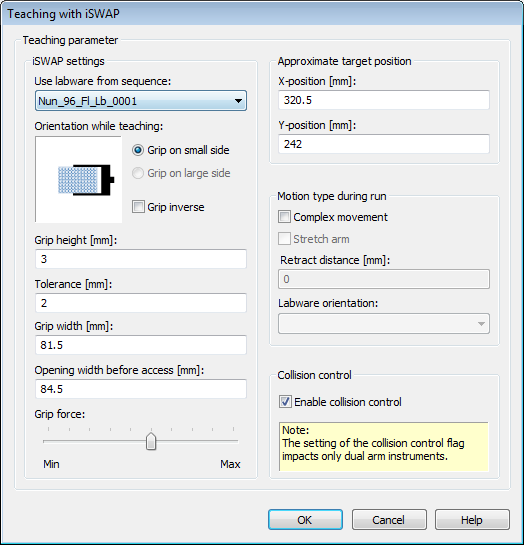 Teaching with iSWAP
Teaching parameter
iSWAP settings
Use labware from sequence:
Nun_96_Fl_Lb_0001
Orientation while teaching:
Grip on small side
Grip on large side
Grip inverse
Grip height [mm]:
3
Tolerance [mm]:
2
Grip width [mm]:
81.5
Opening width before access [mm]:
84.5
Grip force:
Min Max
Approximate target position
X-position [mm]:
320.5
Y-position [mm]:
242
Motion type during run
Complex movement
Stretch arm
Retract distance [mm]:
0
Labware orientation:
Collision control
Enable collision control
Note:
The setting of the collision control flag
impacts only dual arm instruments.
OK Cancel Help